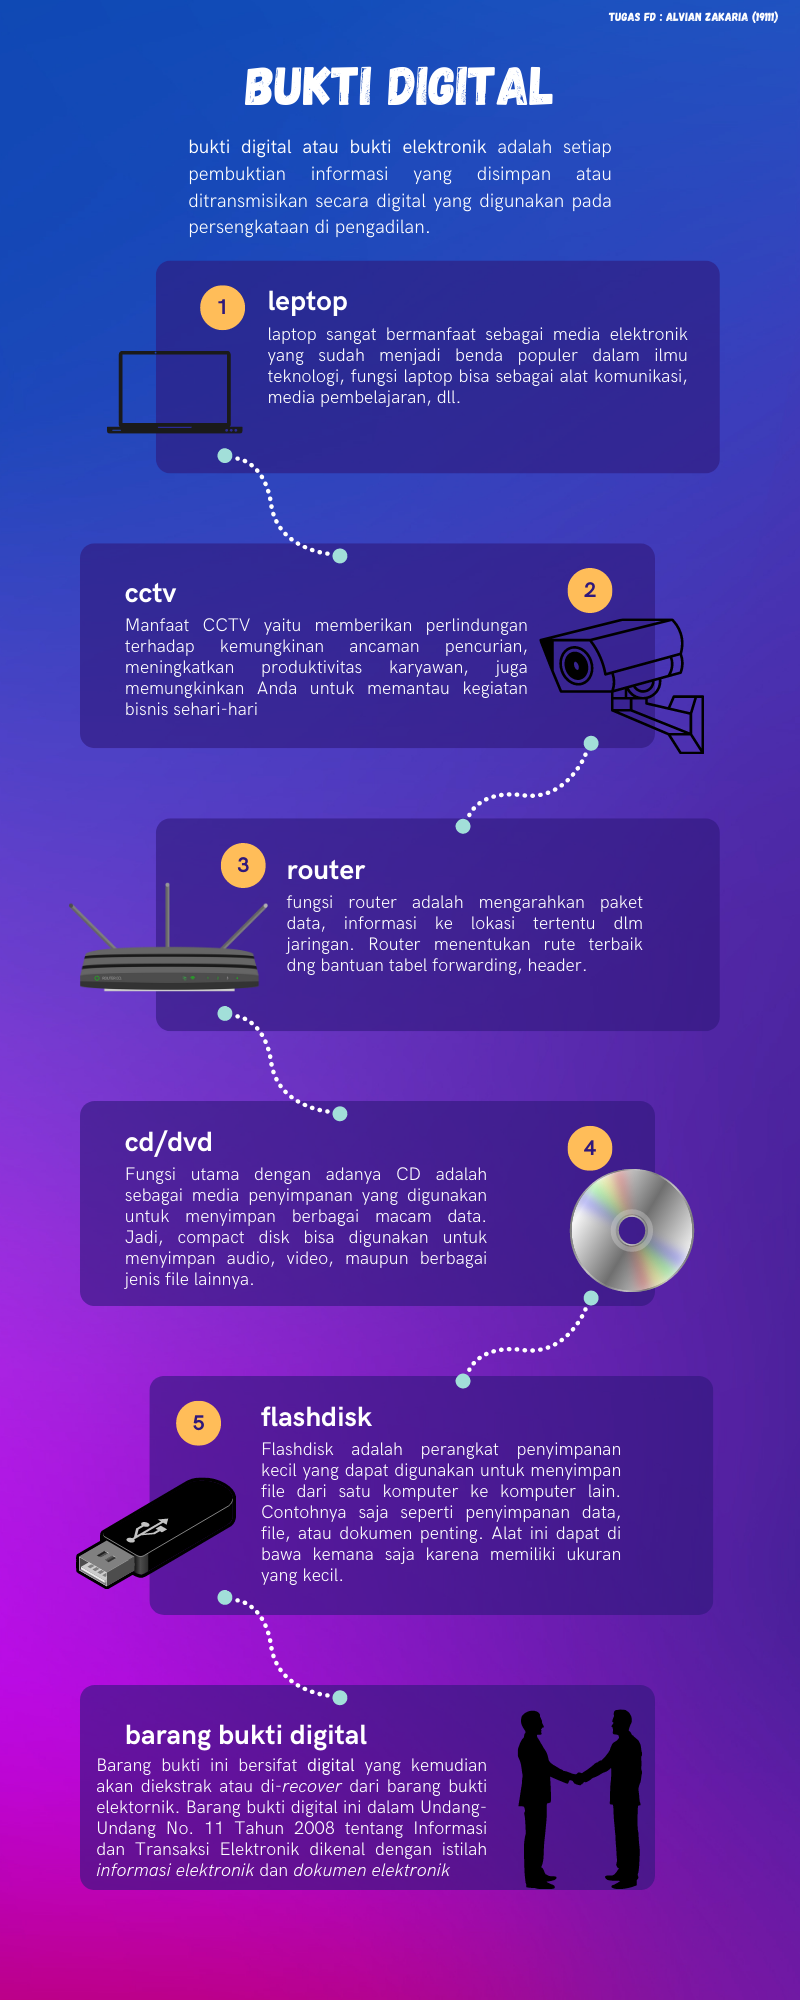 TUGAS FD : ALVIAN ZAKARIA (19111)
BUKTI DIGITAL
bukti digital atau bukti elektronik adalah setiap
pembuktian informasi yang disimpan atau
ditransmisikan secara digital yang digunakan pada
persengkataan di pengadilan.
1
leptop
laptop sangat bermanfaat sebagai media elektronik
yang sudah menjadi benda populer dalam ilmu
teknologi, fungsi laptop bisa sebagai alat komunikasi,
media pembelajaran, dll.
2
cctv
Manfaat CCTV yaitu memberikan perlindungan
terhadap kemungkinan ancaman pencurian,
meningkatkan produktivitas karyawan, juga
memungkinkan Anda untuk memantau kegiatan
bisnis sehari-hari
3
router
fungsi router adalah mengarahkan paket
data, informasi ke lokasi tertentu dlm
jaringan. Router menentukan rute terbaik
dng bantuan tabel forwarding, header.
cd/dvd
4
Fungsi utama dengan adanya CD adalah
sebagai media penyimpanan yang digunakan
untuk menyimpan berbagai macam data.
Jadi, compact disk bisa digunakan untuk
menyimpan audio, video, maupun berbagai
jenis file lainnya.
5
flashdisk
Flashdisk adalah perangkat penyimpanan
kecil yang dapat digunakan untuk menyimpan
file dari satu komputer ke komputer lain.
Contohnya saja seperti penyimpanan data,
file, atau dokumen penting. Alat ini dapat di
bawa kemana saja karena memiliki ukuran
yang kecil.
barang bukti digital
Barang bukti ini bersifat digital yang kemudian
akan diekstrak atau di-recover dari barang bukti
elektornik. Barang bukti digital ini dalam Undang-
Undang No. 11 Tahun 2008 tentang Informasi
dan Transaksi Elektronik dikenal dengan istilah
informasi elektronik dan dokumen elektronik